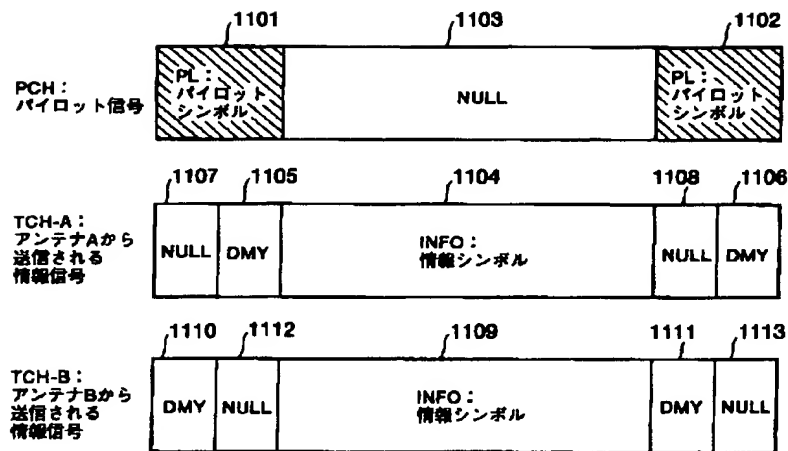 1101
1103
1102
PCH：
パイロット信号
PL：
パイロット
シンボル
NULL
PL：
パイロット
シンボル
1107
1105
1104
1108
1106
TCH-A：
アンテナAから
送信される
情報信号
NULL
DMY
INFO：
情報シンボル
NULL
DMY
1110
1112
1109
1111
1113
TCH-B：
アンテナBから
送信される
情報信号
DMY
NULL
INFO：
情報シンボル
DMY
NULL